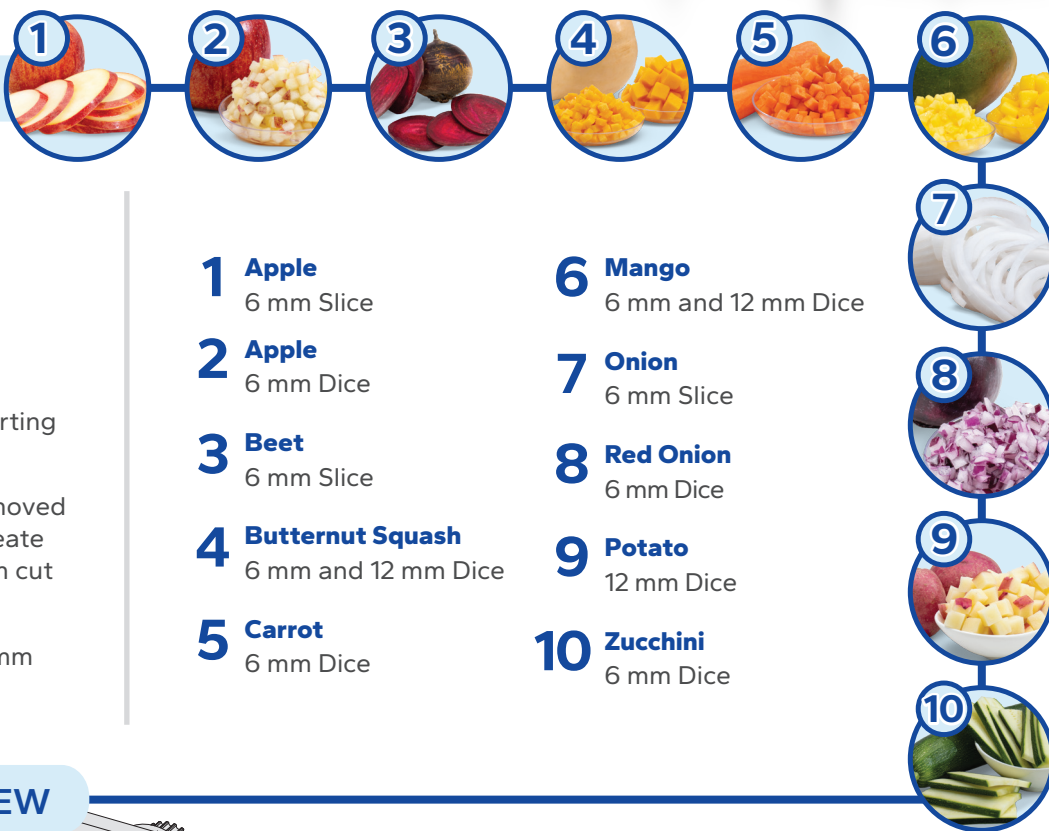 1
2
3
4
5
6
7
8
9
10
1 Apple
6 mm Slice
2 Apple
6 mm Dice
3 Beet
6 mm Slice
4 Butternut Squash
6 mm and 12 mm Dice
5 Carrot
6 mm Dice
6 Mango
6 mm and 12 mm Dice
7 Onion
6 mm Slice
8 Red Onion
6 mm Dice
9 Potato
12 mm Dice
10 Zucchini
6 mm Dice
cut
mm